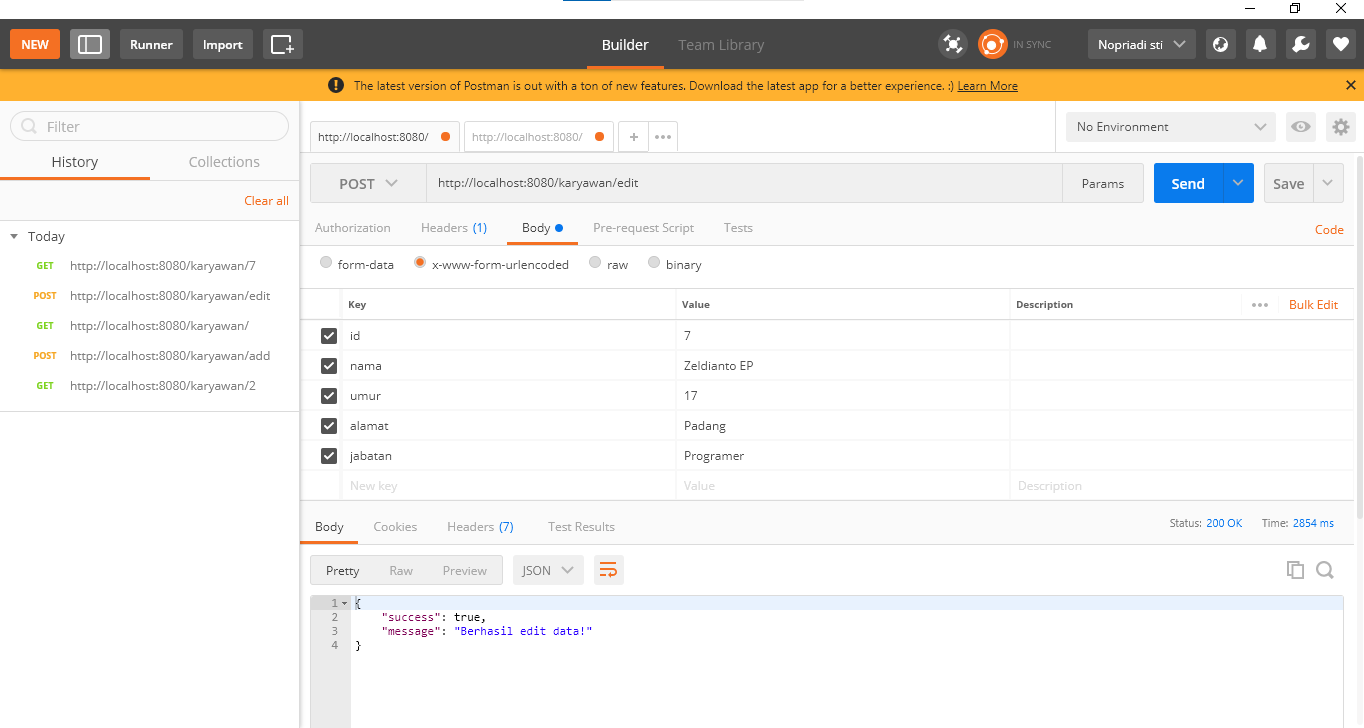 NEW Runner Import Builder Team Library IN SYNC Nopriadi sti
The latest version of Postman is out with a ton of new features. Download the latest app for a better experience. :) Learn More
Filter
History Collections
Clear all
Today
GET http://localhost:8080/karyawan/7
POST http://localhost:8080/karyawan/edit
GET http://localhost:8080/karyawan/
POST http://localhost:8080/karyawan/add
GET http://localhost:8080/karyawan/2
http://localhost:8080/ http://localhost:8080/ + ••• No Environment
POST http://localhost:8080/karyawan/edit Params Send Save
Authorization Headers (1) Body Pre-request Script Tests Code
form-data x-www-form-urlencoded raw binary
Key Value Description ••• Bulk Edit
id 7
nama Zeldianto EP
umur 17
alamat Padang
jabatan Programer
New key Value Description
Body Cookies Headers (7) Test Results Status: 200 OK Time: 2854 ms
Pretty Raw Preview JSON
1 {
2 "success": true,
3 "message": "Berhasil edit data!"
4 }